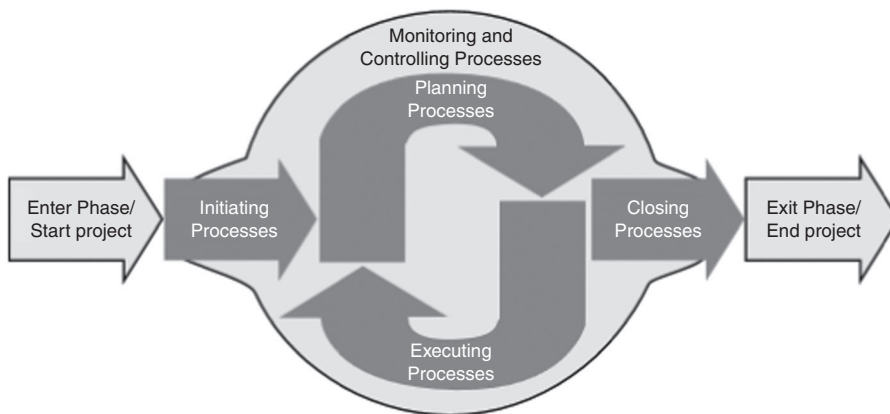 Monitoring and
Controlling Processes
Planning
Processes
Enter Phase/
Start project
Initiating
Processes
Closing
Processes
Exit Phase/
End project
Executing
Processes